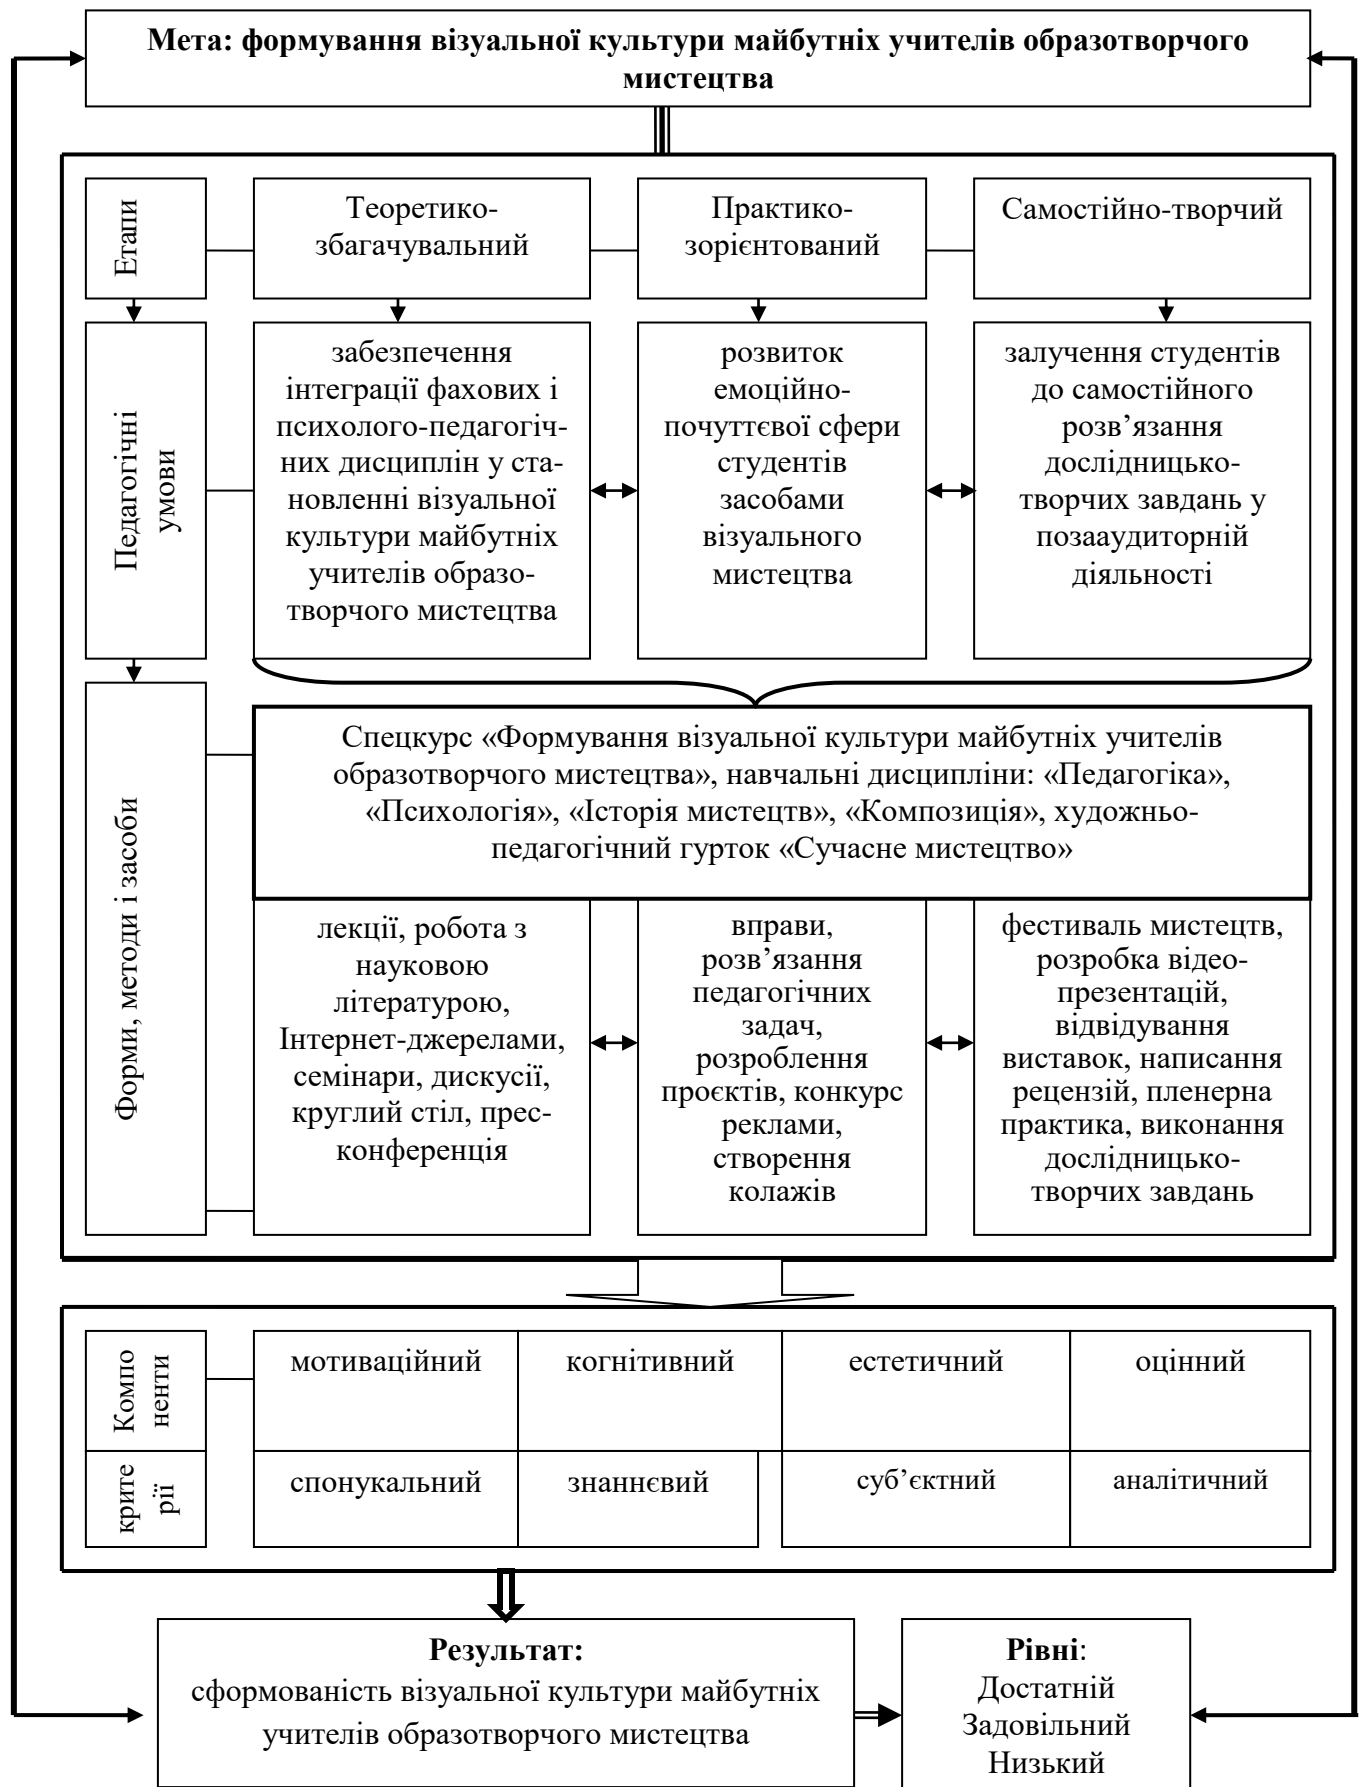 Мета: формування візуальної культури майбутніх учителів образотворчого
мистецтва
Етапи
Теоретико-
збагачувальний
Практико-
зорієнтований
Самостійно-творчий
Педагогічні
умови
забезпечення
інтеграції фахових і
психолого-педагогіч-
них дисциплін у ста-
новленні візуальної
культури майбутніх
учителів образо-
творчого мистецтва
розвиток
емоційно-
почуттєвої сфери
студентів
засобами
візуального
мистецтва
залучення студентів
до самостійного
розв’язання
дослідницько-
творчих завдань у
позааудиторній
діяльності
Форми, методи і засоби
Спецкурс «Формування візуальної культури майбутніх учителів
образотворчого мистецтва», навчальні дисципліни: «Педагогіка»,
«Психологія», «Історія мистецтв», «Композиція», художньо-
педагогічний гурток «Сучасне мистецтво»
лекції, робота з
науковою
літературою,
Інтернет-джерелами,
семінари, дискусії,
круглий стіл, прес-
конференція
вправи,
розв’язання
педагогічних
задач,
розроблення
проєктів, конкурс
реклами,
створення
колажів
фестиваль мистецтв,
розробка відео-
презентацій,
відвідування
виставок, написання
рецензій, пленерна
практика, виконання
дослідницько-
творчих завдань
Компо
ненти
мотиваційний
когнітивний
естетичний
оцінний
крите
рії
спонукальний
знаннєвий
суб’єктний
аналітичний
Результат:
сформованість візуальної культури майбутніх
учителів образотворчого мистецтва
Рівні:
Достатній
Задовільний
Низький